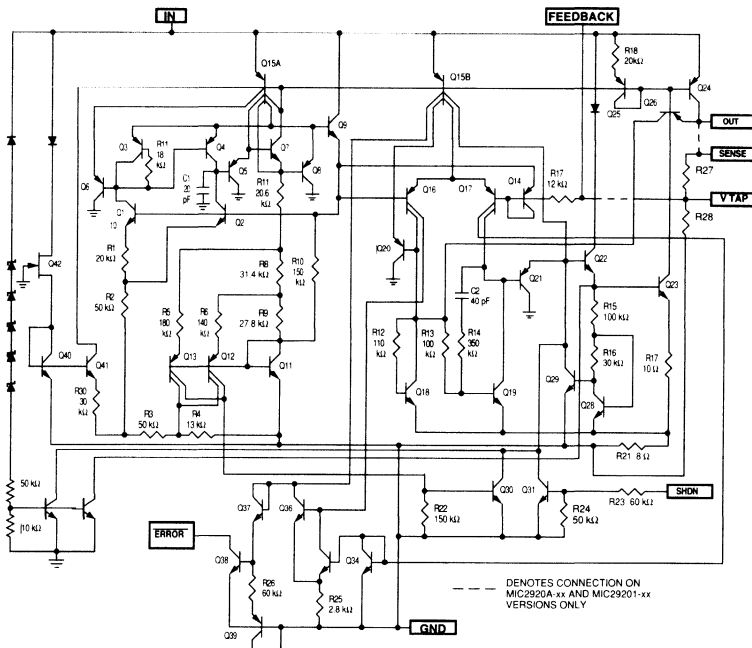 IN
FEEDBACK
R18
20kΩ
Q15A
Q15B
Q24
Q25
Q26
OUT
Q3
R11
18
kΩ
Q4
Q7
Q9
SENSE
Q6
C1
20
pF
Q5
Q8
R11
20.6
kΩ
Q16
Q17
Q14
R17
12 kΩ
R27
V TAP
Q1
10
Q2
R28
Q42
R1
20 kΩ
R8
31.4 kΩ
R10
150
kΩ
Q20
Q21
Q22
Q23
R2
50 kΩ
R5
180
kΩ
R6
140
kΩ
R9
27.8 kΩ
C2
40 pF
R15
100 kΩ
Q40
Q41
Q13
Q12
Q11
R12
110
kΩ
R13
100
kΩ
R14
350
kΩ
R16
30 kΩ
R17
10 Ω
Q18
Q19
Q29
Q28
R30
30
kΩ
R3
50 kΩ
R4
13 kΩ
R21 8 Ω
50 kΩ
10 kΩ
R22
150 kΩ
Q30
Q31
R24
50 kΩ
R23 60 kΩ
SHDN
Q37
Q36
ERROR
Q38
Q34
R26
60 kΩ
R25
2.8 kΩ
Q39
GND
DENOTES CONNECTION ON
MIC2920A-xx AND MIC29201-xx
VERSIONS ONLY